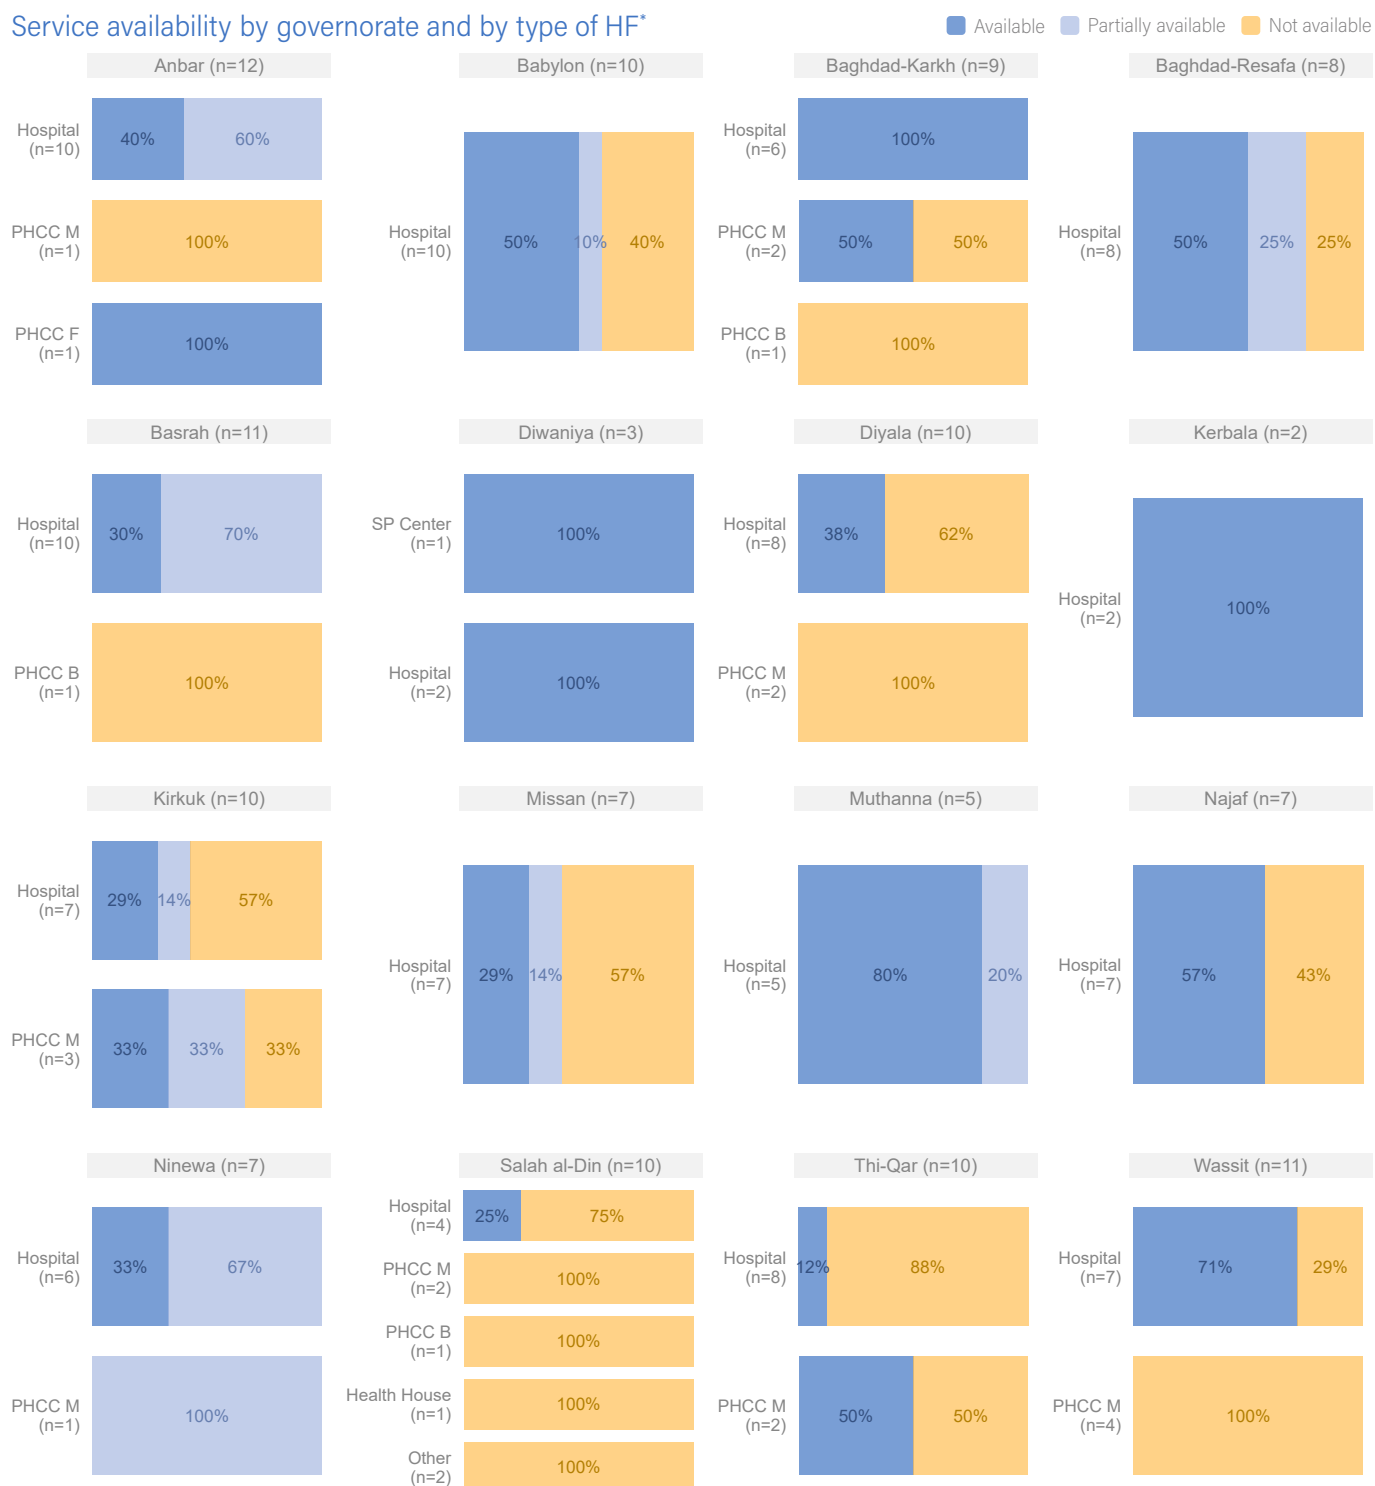 Service availability by governorate and by type of HF*
Available Partially available Not available
Anbar (n=12)
Hospital
(n=10)
40% 60%
PHCC M
(n=1)
100%
PHCC F
(n=1)
100%
Babylon (n=10)
Hospital
(n=10)
50% 10% 40%
Baghdad-Karkh (n=9)
Hospital
(n=6)
100%
PHCC M
(n=2)
50% 50%
PHCC B
(n=1)
100%
Baghdad-Resafa (n=8)
Hospital
(n=8)
50% 25% 25%
Basrah (n=11)
Hospital
(n=10)
30% 70%
PHCC B
(n=1)
100%
Diwaniya (n=3)
SP Center
(n=1)
100%
Hospital
(n=2)
100%
Diyala (n=10)
Hospital
(n=8)
38% 62%
PHCC M
(n=2)
100%
Kerbala (n=2)
Hospital
(n=2)
100%
Kirkuk (n=10)
Hospital
(n=7)
29% 14% 57%
PHCC M
(n=3)
33% 33% 33%
Missan (n=7)
Hospital
(n=7)
29% 14% 57%
Muthanna (n=5)
Hospital
(n=5)
80% 20%
Najaf (n=7)
Hospital
(n=7)
57% 43%
Ninewa (n=7)
Hospital
(n=6)
33% 67%
PHCC M
(n=1)
100%
Salah al-Din (n=10)
Hospital
(n=4)
25% 75%
PHCC M
(n=2)
100%
PHCC B
(n=1)
100%
Health House
(n=1)
100%
Other
(n=2)
100%
Thi-Qar (n=10)
Hospital
(n=8)
12% 88%
PHCC M
(n=2)
50% 50%
Wassit (n=11)
Hospital
(n=7)
71% 29%
PHCC M
(n=4)
100%